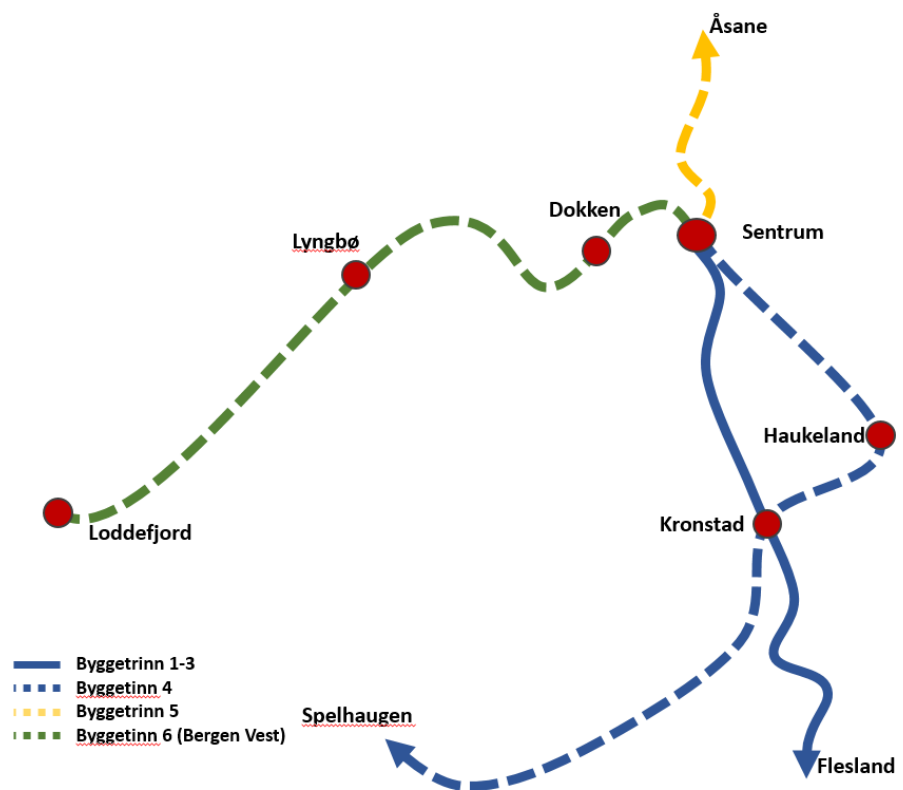 Åsane
Dokken
Sentrum
Lyngbø
Haukeland
Kronstad
Loddefjord
Byggetrinn 1-3
Byggetinn 4
Byggetrinn 5
Byggetinn 6 (Bergen Vest)
Spelhaugen
Flesland